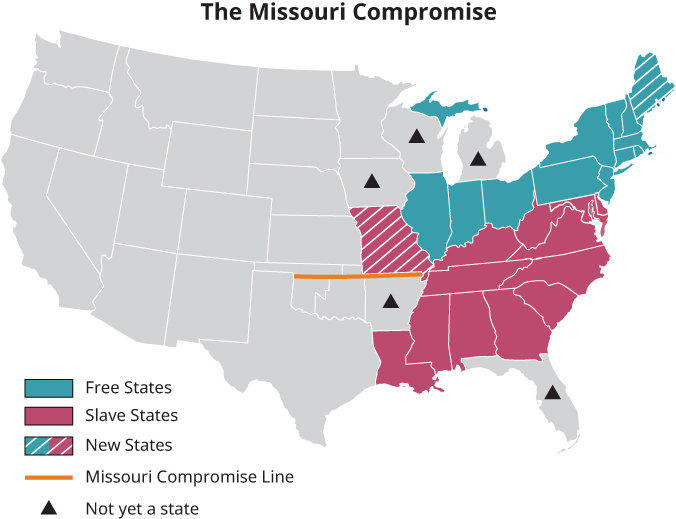 The Missouri Compromise
Free States
Slave States
New States
Missouri Compromise Line
Not yet a state